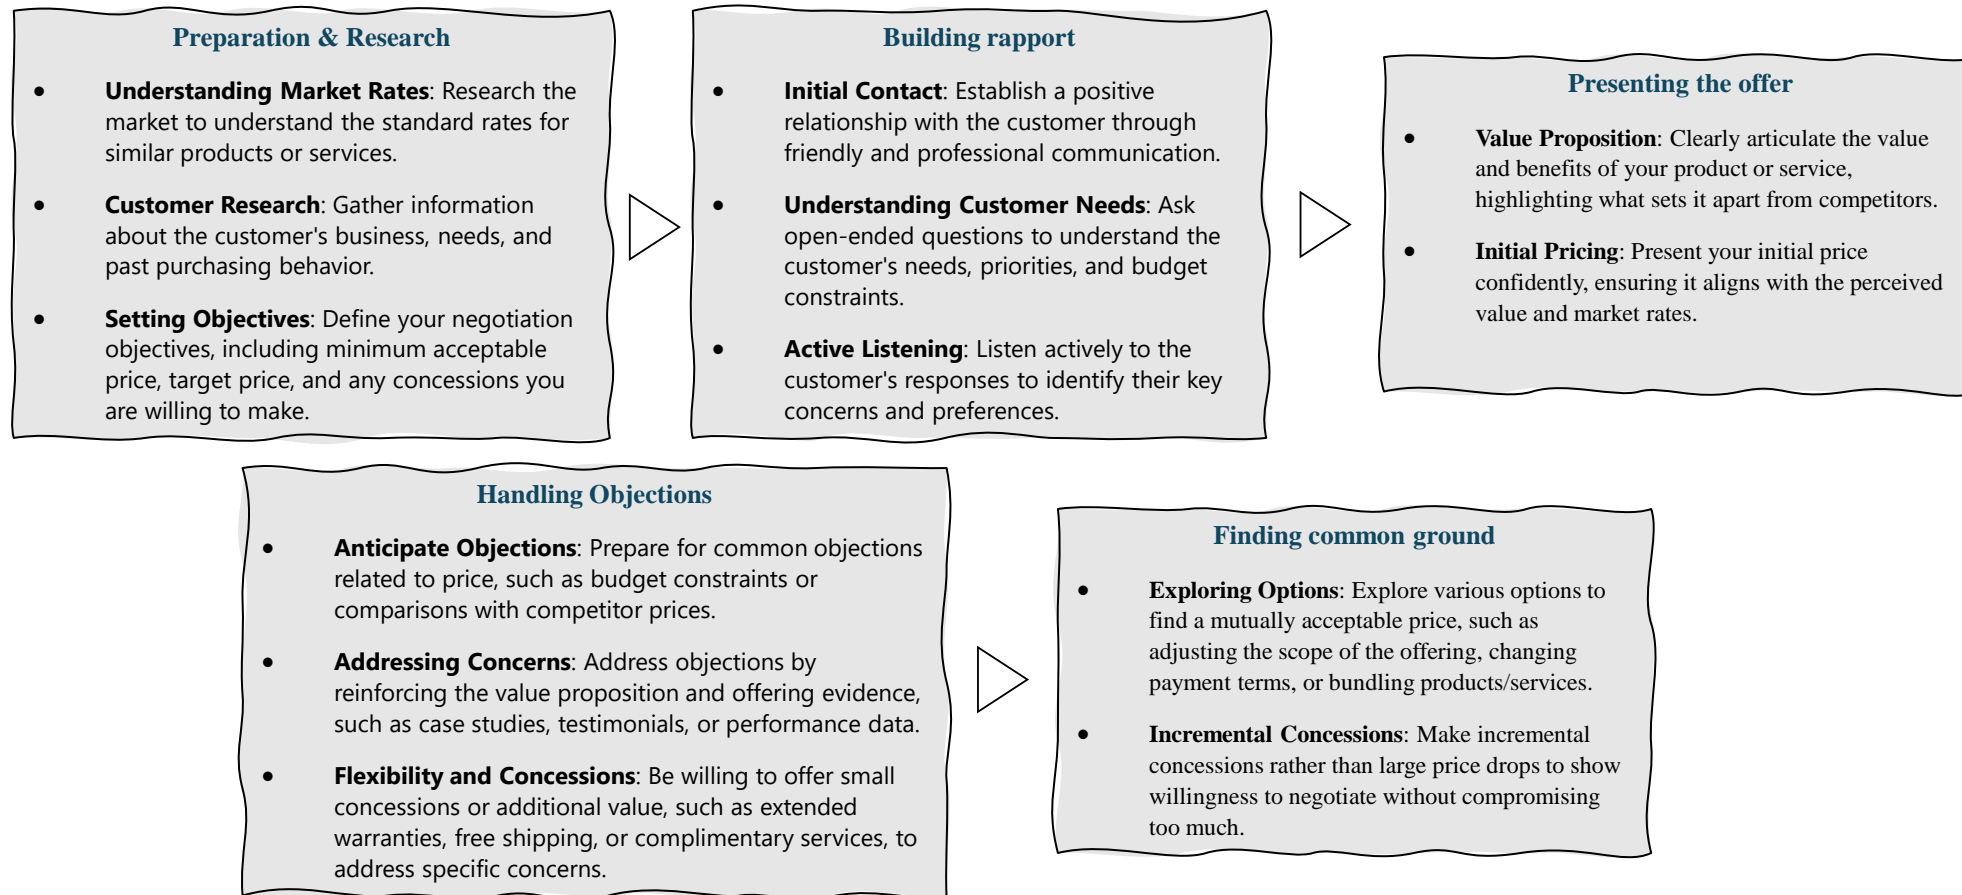 Preparation & Research
• Understanding Market Rates: Research the
market to understand the standard rates for
similar products or services.
• Customer Research: Gather information
about the customer's business, needs, and
past purchasing behavior.
• Setting Objectives: Define your negotiation
objectives, including minimum acceptable
price, target price, and any concessions you
are willing to make.
Building rapport
• Initial Contact: Establish a positive
relationship with the customer through
friendly and professional communication.
• Understanding Customer Needs: Ask
open-ended questions to understand the
customer's needs, priorities, and budget
constraints.
• Active Listening: Listen actively to the
customer's responses to identify their key
concerns and preferences.
Presenting the offer
• Value Proposition: Clearly articulate the value
and benefits of your product or service,
highlighting what sets it apart from competitors.
• Initial Pricing: Present your initial price
confidently, ensuring it aligns with the perceived
value and market rates.
Handling Objections
• Anticipate Objections: Prepare for common objections
related to price, such as budget constraints or
comparisons with competitor prices.
• Addressing Concerns: Address objections by
reinforcing the value proposition and offering evidence,
such as case studies, testimonials, or performance data.
• Flexibility and Concessions: Be willing to offer small
concessions or additional value, such as extended
warranties, free shipping, or complimentary services, to
address specific concerns.
Finding common ground
• Exploring Options: Explore various options to
find a mutually acceptable price, such as
adjusting the scope of the offering, changing
payment terms, or bundling products/services.
• Incremental Concessions: Make incremental
concessions rather than large price drops to show
willingness to negotiate without compromising
too much.